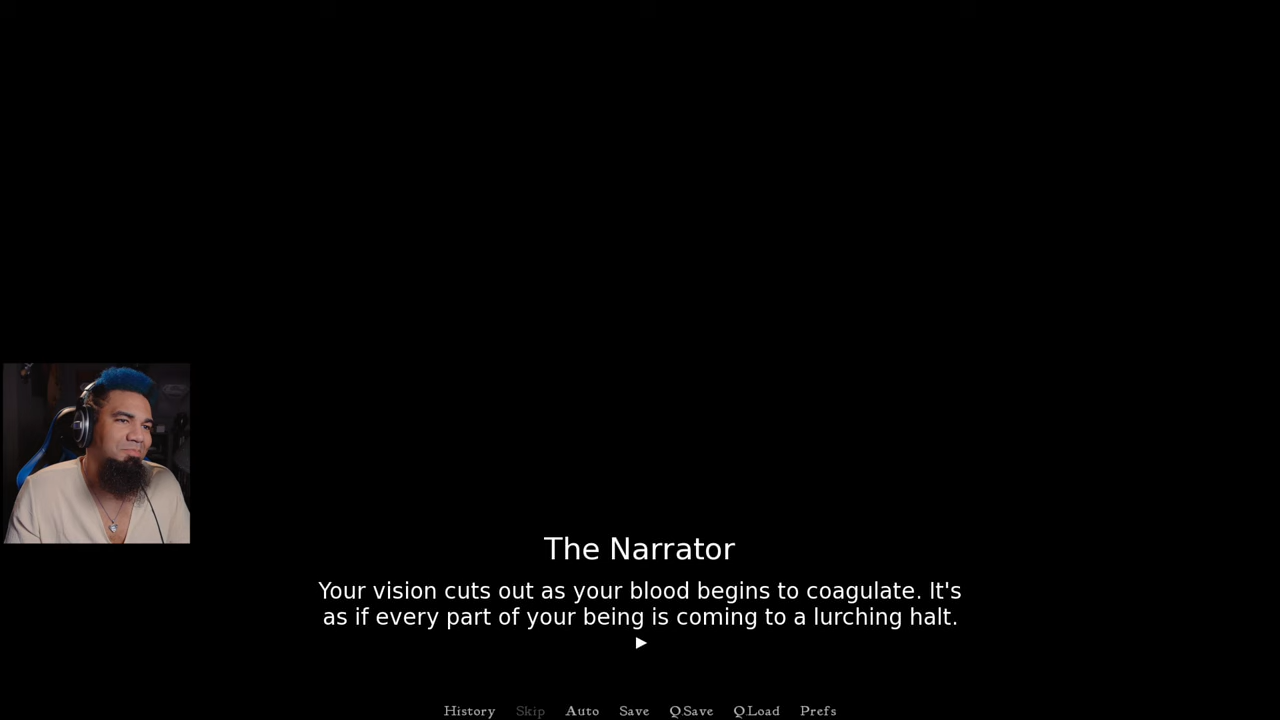 The Narrator
Your vision cuts out as your blood begins to coagulate. It's
as if every part of your being is coming to a lurching halt.
History Skip Auto Save Q.Save Q.Load Prefs